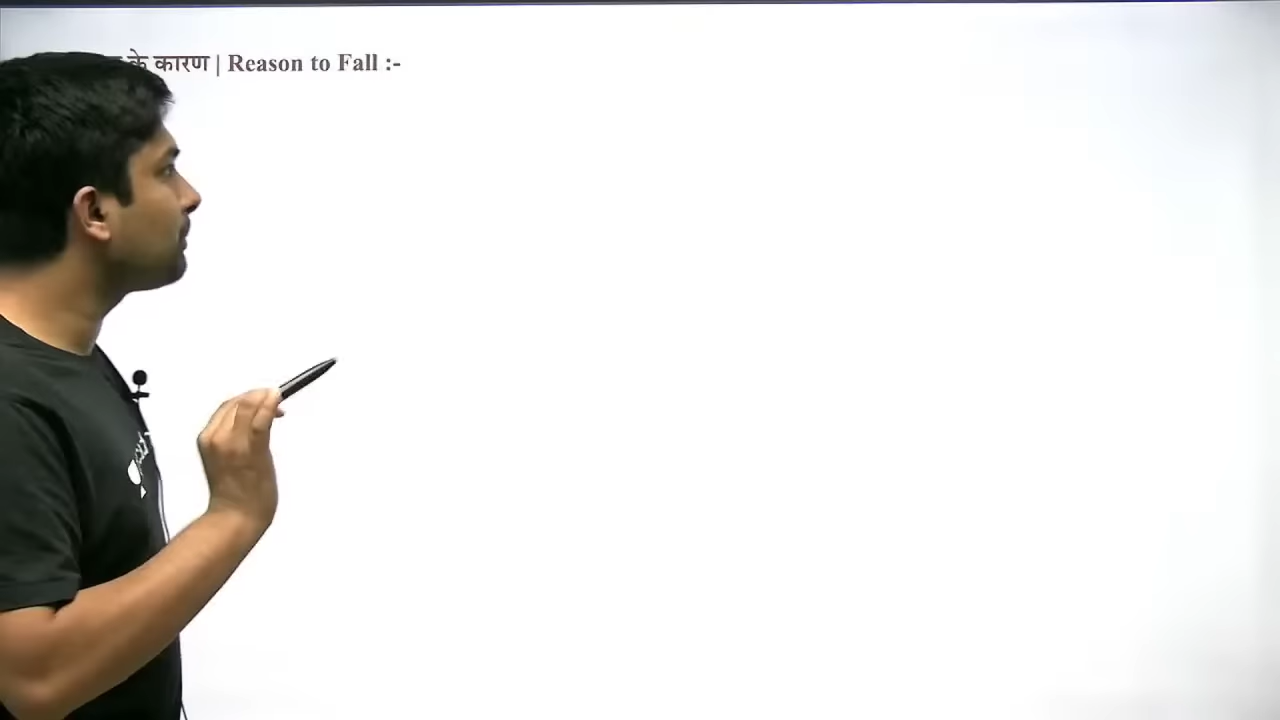 के कारण | Reason to Fall :-